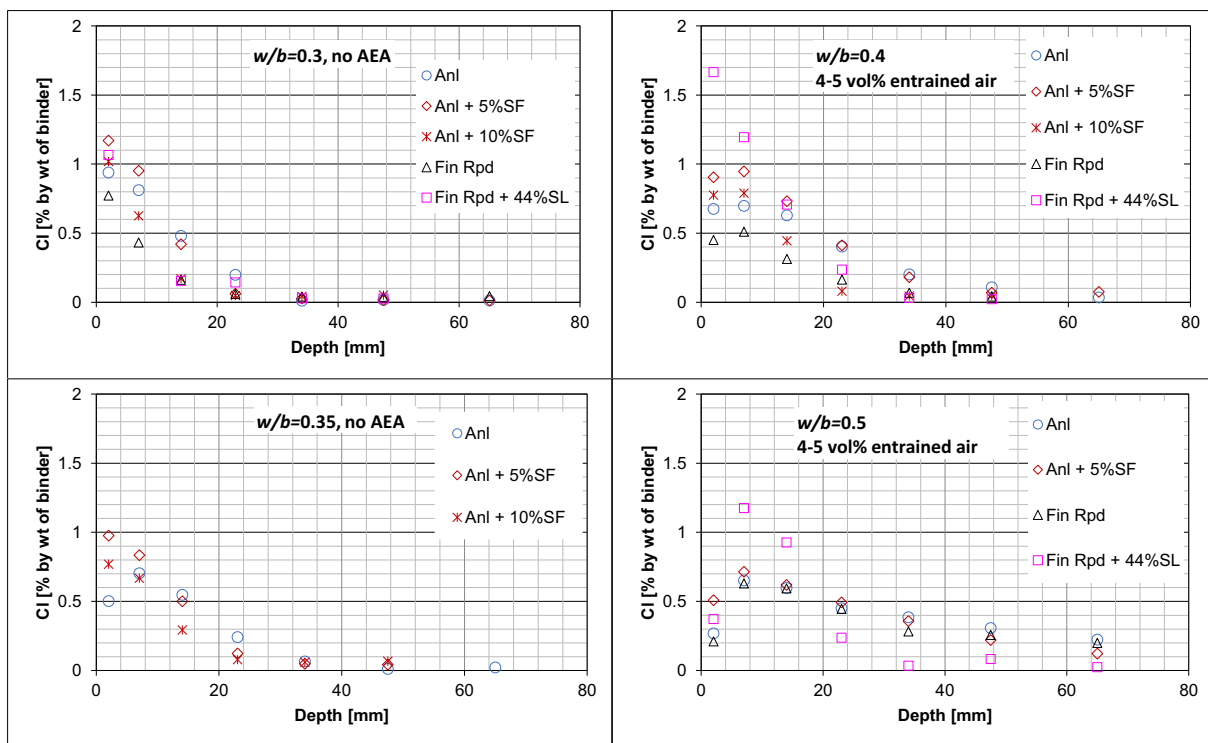 2
1.5
1
0.5
0
Cl [% by wt of binder]
w/b=0.3, no AEA
Anl
Anl + 5%SF
Anl + 10%SF
Fin Rpd
Fin Rpd + 44%SL
0 20 40 60 80
Depth [mm]
2
1.5
1
0.5
0
Cl [% by wt of binder]
w/b=0.4
4-5 vol% entrained air
Anl
Anl + 5%SF
Anl + 10%SF
Fin Rpd
Fin Rpd + 44%SL
0 20 40 60 80
Depth [mm]
2
1.5
1
0.5
0
Cl [% by wt of binder]
w/b=0.35, no AEA
Anl
Anl + 5%SF
Anl + 10%SF
0 20 40 60 80
Depth [mm]
2
1.5
1
0.5
0
Cl [% by wt of binder]
w/b=0.5
4-5 vol% entrained air
Anl
Anl + 5%SF
Fin Rpd
Fin Rpd + 44%SL
0 20 40 60 80
Depth [mm]